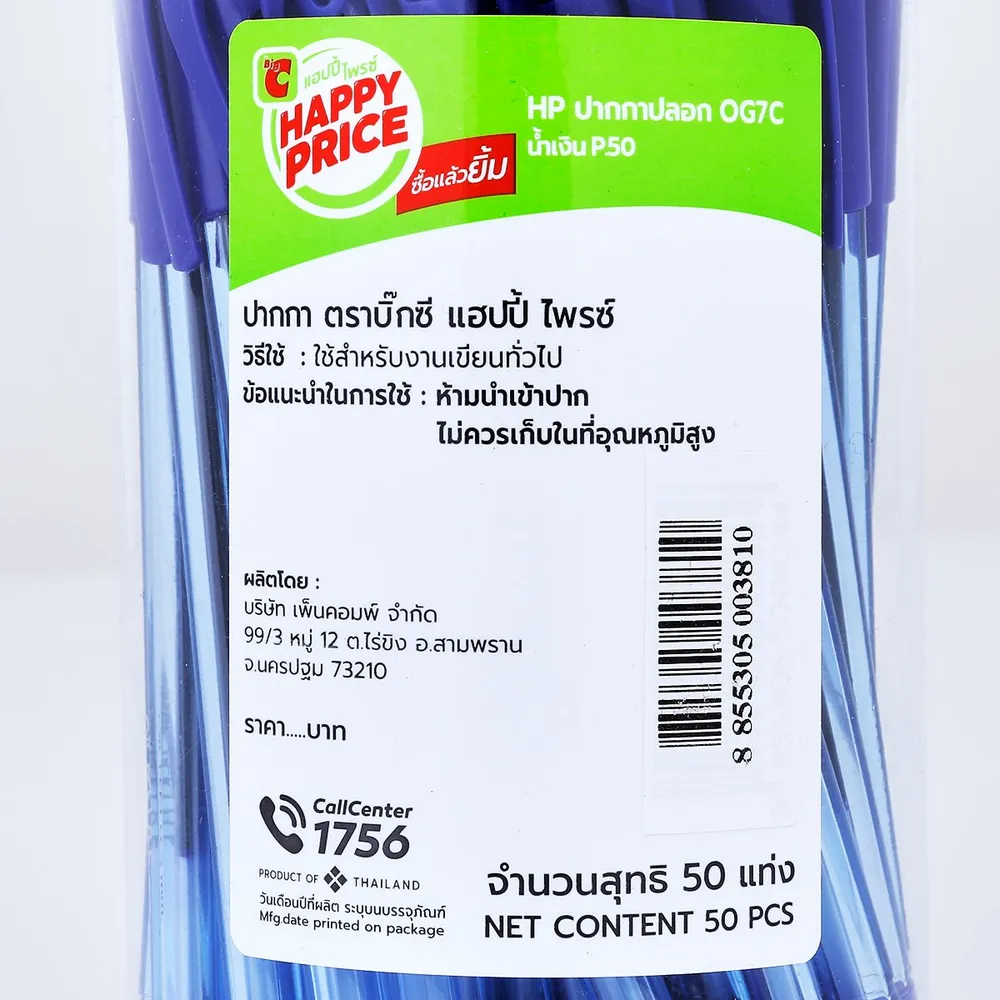 Big C
แฮปปี้ไพรซ์
HAPPY
PRICE
ซื้อแล้วยิ้ม
HP ปากกาปลอก OG7C
น้ำเงิน P.50
ปากกา ตราบิ๊กซี แฮปปี้ ไพรซ์
วิธีใช้ : ใช้สำหรับงานเขียนทั่วไป
ข้อแนะนำในการใช้ : ห้ามนำเข้าปาก
ไม่ควรเก็บในที่อุณหภูมิสูง
ผลิตโดย :
บริษัท เพ็นคอมพ์ จำกัด
99/3 หมู่ 12 ต.ไร่ขิง อ.สามพราน
จ.นครปฐม 73210
ราคา.....บาท
8 855305 003810
CallCenter
1756
PRODUCT OF THAILAND
วันเดือนปีที่ผลิต ระบุบนบรรจุภัณฑ์
Mfg.date printed on package
จำนวนสุทธิ 50 แท่ง
NET CONTENT 50 PCS